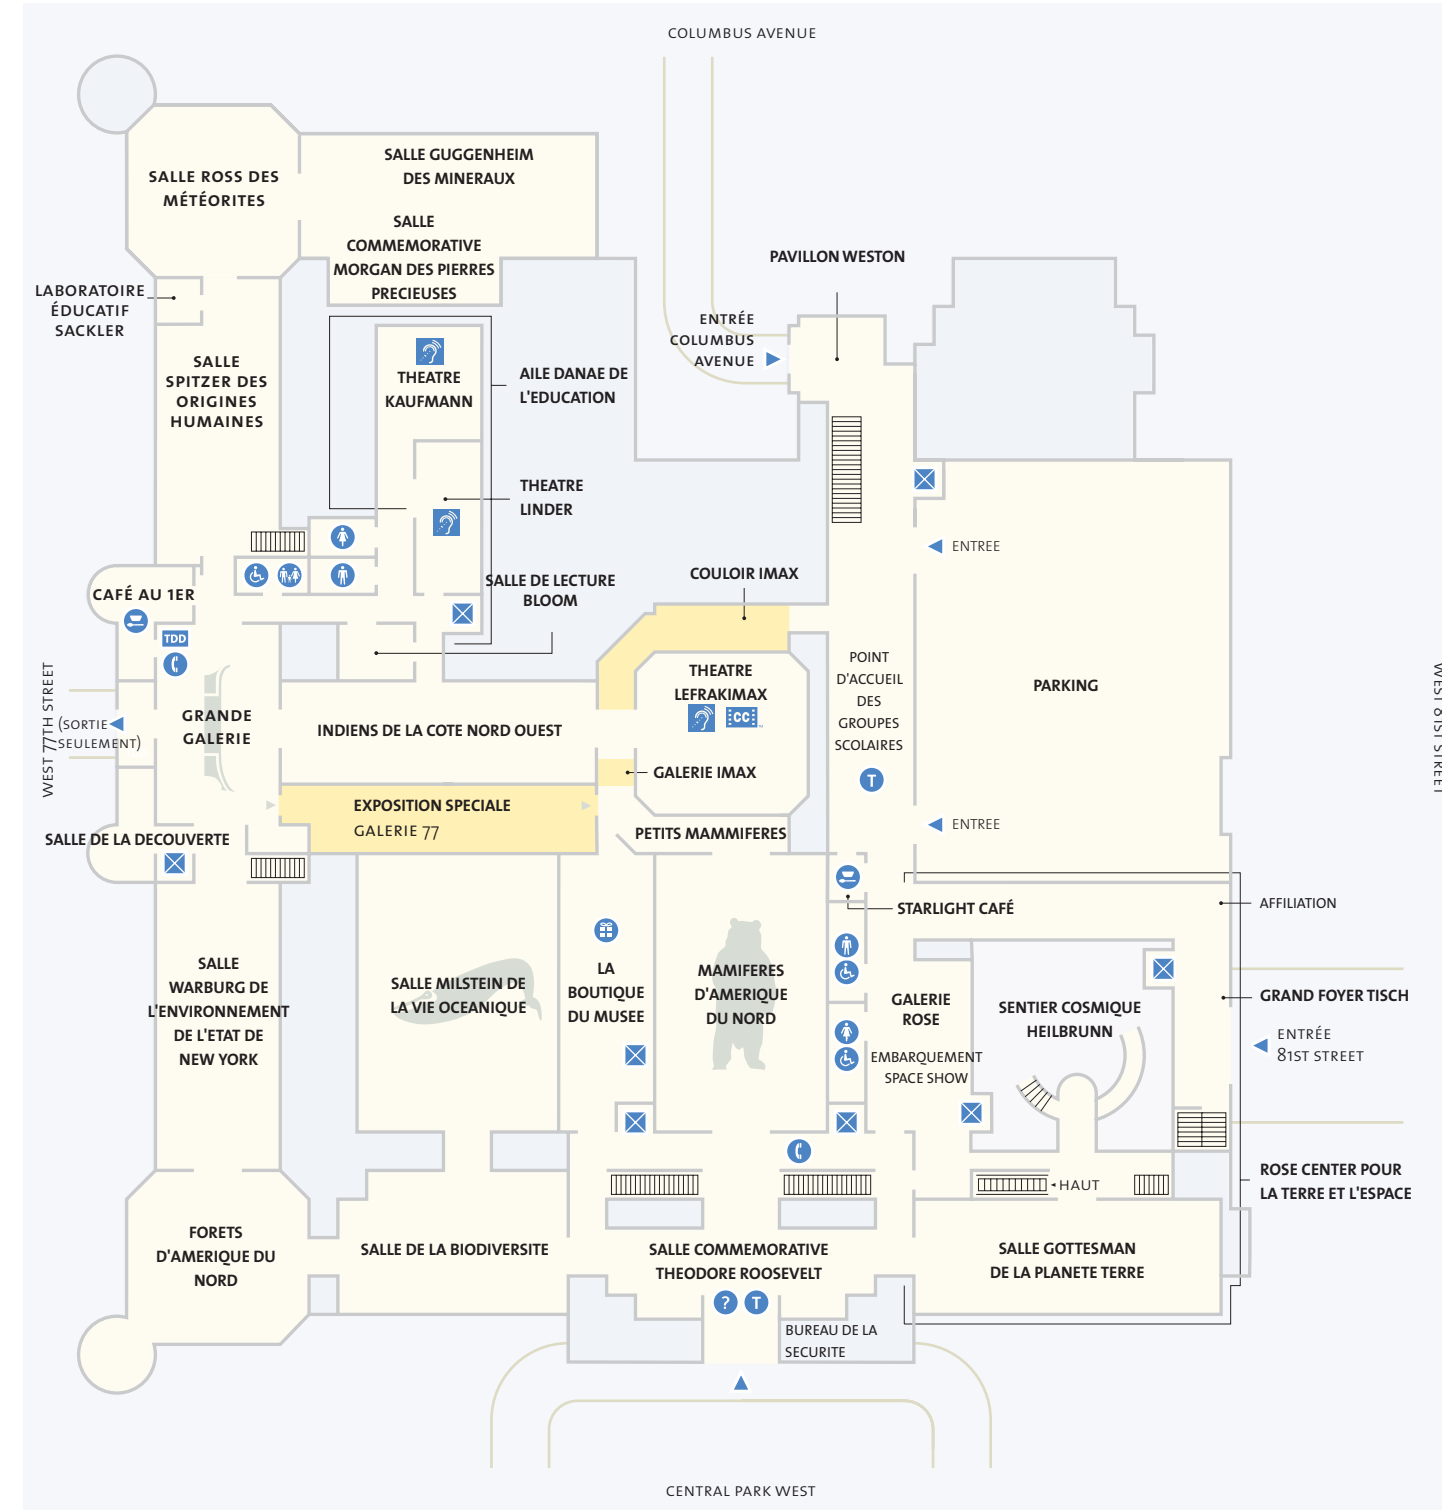 COLUMBUS AVENUE
SALLE GUGGENHEIM
DES MINERAUX
SALLE ROSS DES
MÉTÉORITES
SALLE
COMMEMORATIVE
MORGAN DES PIERRES
PRECIEUSES
PAVILLON WESTON
LABORATOIRE
ÉDUCATIF
SACKLER
ENTRÉE
COLUMBUS
AVENUE
SALLE
SPITZER DES
ORIGINES
HUMAINES
THEATRE
KAUFMANN
AILE DANAE DE
L'EDUCATION
THEATRE
LINDER
ENTREE
COULOIR IMAX
SALLE DE LECTURE
BLOOM
CAFÉ AU 1ER
TDD
POINT
D'ACCUEIL
DES
GROUPES
SCOLAIRES
T
THEATRE
LEFRAKIMAX
CC
PARKING
WEST 77TH STREET
(SORTIE
SEULEMENT)
GRANDE
GALERIE
INDIENS DE LA COTE NORD OUEST
WEST 81ST STREET
GALERIE IMAX
EXPOSITION SPECIALE
GALERIE 77
PETITS MAMMIFERES
ENTREE
SALLE DE LA DECOUVERTE
STARLIGHT CAFÉ
AFFILIATION
SALLE
WARBURG DE
L'ENVIRONNEMENT
DE L'ETAT DE
NEW YORK
SALLE MILSTEIN DE
LA VIE OCEANIQUE
LA
BOUTIQUE
DU MUSEE
MAMIFERES
D'AMERIQUE
DU NORD
GALERIE
ROSE
EMBARQUEMENT
SPACE SHOW
SENTIER COSMIQUE
HEILBRUNN
GRAND FOYER TISCH
ENTRÉE
81ST STREET
HAUT
ROSE CENTER POUR
LA TERRE ET L'ESPACE
FORETS
D'AMERIQUE DU
NORD
SALLE DE LA BIODIVERSITE
SALLE COMMEMORATIVE
THEODORE ROOSEVELT
? T
SALLE GOTTESMAN
DE LA PLANETE TERRE
BUREAU DE LA
SECURITE
CENTRAL PARK WEST